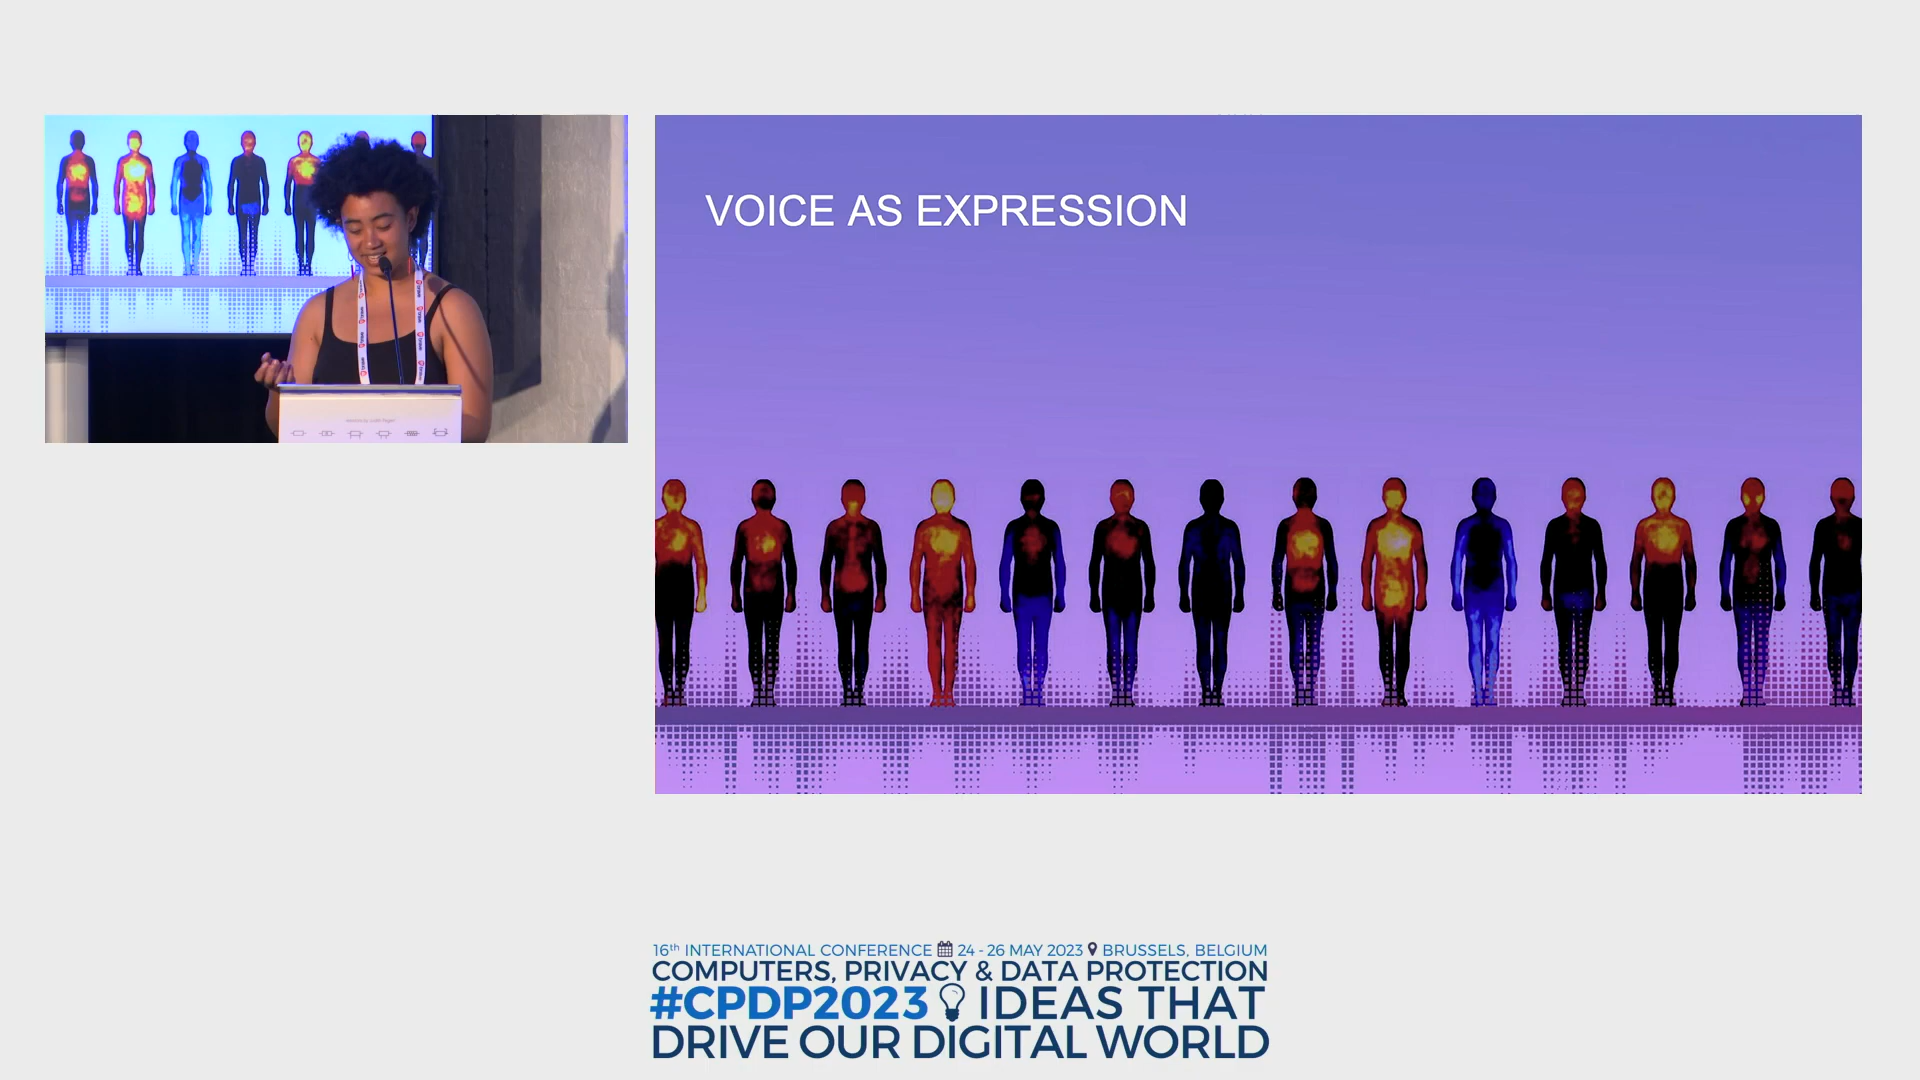 VOICE AS EXPRESSION
16th INTERNATIONAL CONFERENCE 24 - 26 MAY 2023 BRUSSELS, BELGIUM
COMPUTERS, PRIVACY & DATA PROTECTION
#CPDP2023 IDEAS THAT
DRIVE OUR DIGITAL WORLD